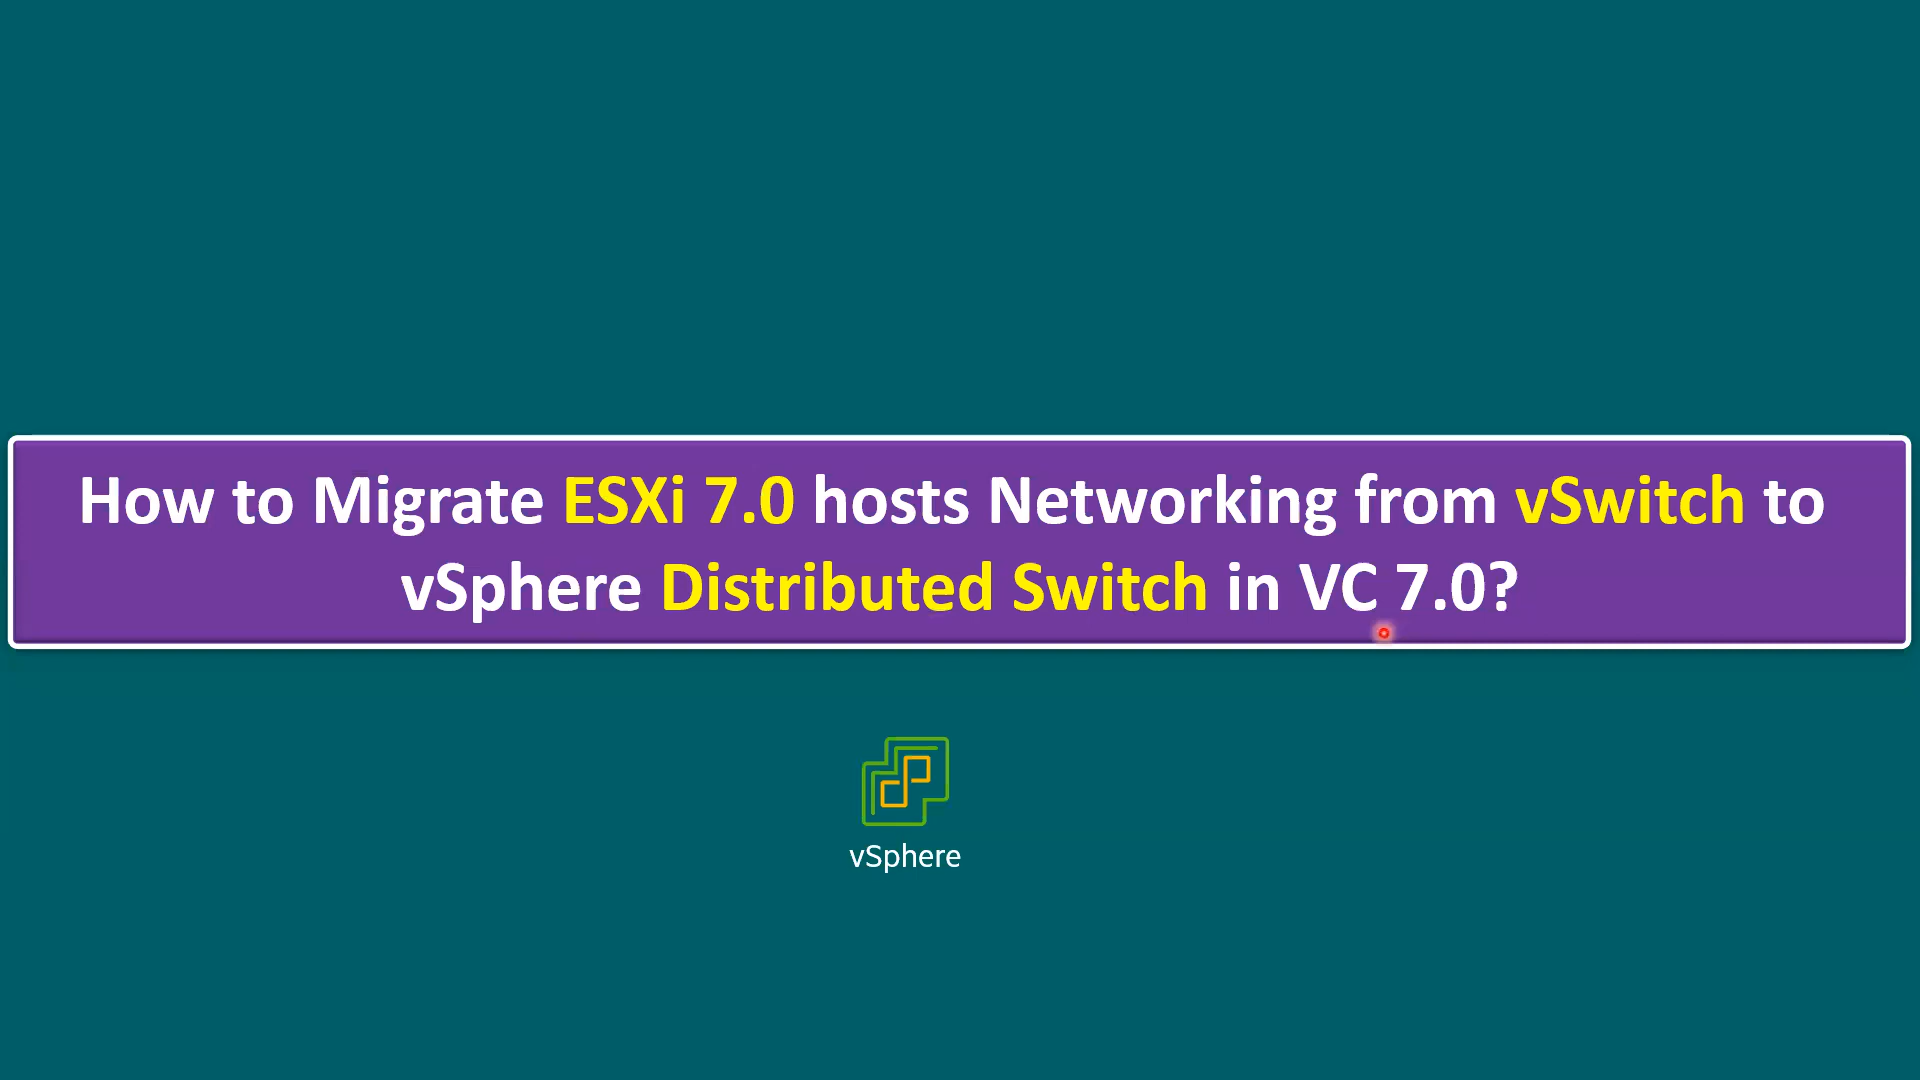 How to Migrate ESXi 7.0 hosts Networking from vSwitch to
vSphere Distributed Switch in VC 7.0?
vSphere